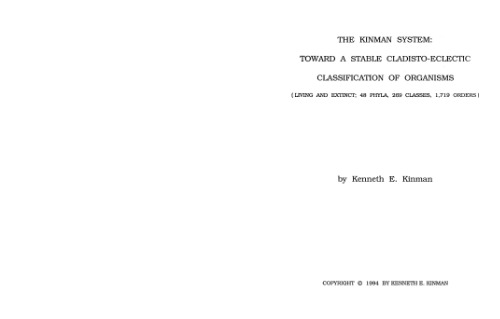 THE KINMAN SYSTEM:
TOWARD A STABLE CLADISTO-ECLECTIC
CLASSIFICATION OF ORGANISMS
(LIVING AND EXTINCT; 48 PHYLA, 269 CLASSES, 1,719 ORDERS)
by Kenneth E. Kinman
COPYRIGHT © 1994 BY KENNETH E. KINMAN